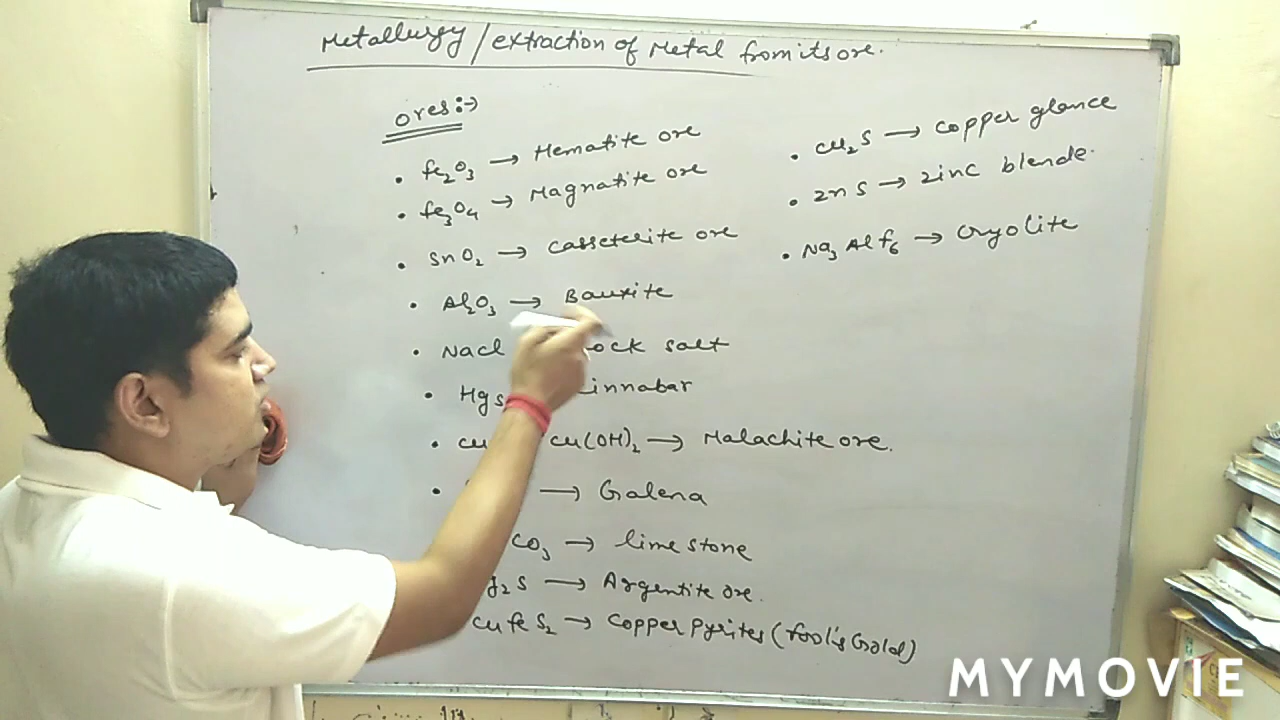 Metallurgy / extraction of Metal from its ore.
ores :-
• Fe₂O₃ → Hematite ore
• Fe₃O₄ → Magnatite ore
• SnO₂ → Casseterite ore
• Al₂O₃ → Bauxite
• NaCl ock salt
• HgS innabar
• Cu Cu(OH)₂ → Malachite ore.
• → Galena
CO₃ → lime stone
g₂S → Argentite ore.
CuFeS₂ → Copper Pyrites (Fool's Gold)
• Cu₂S → Copper glance
• ZnS → Zinc blende.
• Na₃AlF₆ → Cryolite
MYMOVIE